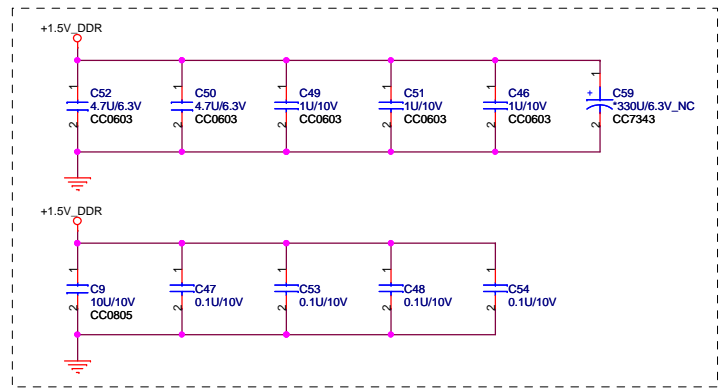 +1.5V_DDR
1 1 1 1 1 1
C52 C50 C49 C51 C46 + C59
4.7U/6.3V 4.7U/6.3V 1U/10V 1U/10V 1U/10V *330U/6.3V_NC
CC0603 CC0603 CC0603 CC0603 CC0603 CC7343
2 2 2 2 2 2
+1.5V_DDR
1 1 1 1 1
C9 C47 C53 C48 C54
10U/10V 0.1U/10V 0.1U/10V 0.1U/10V 0.1U/10V
CC0805
2 2 2 2 2